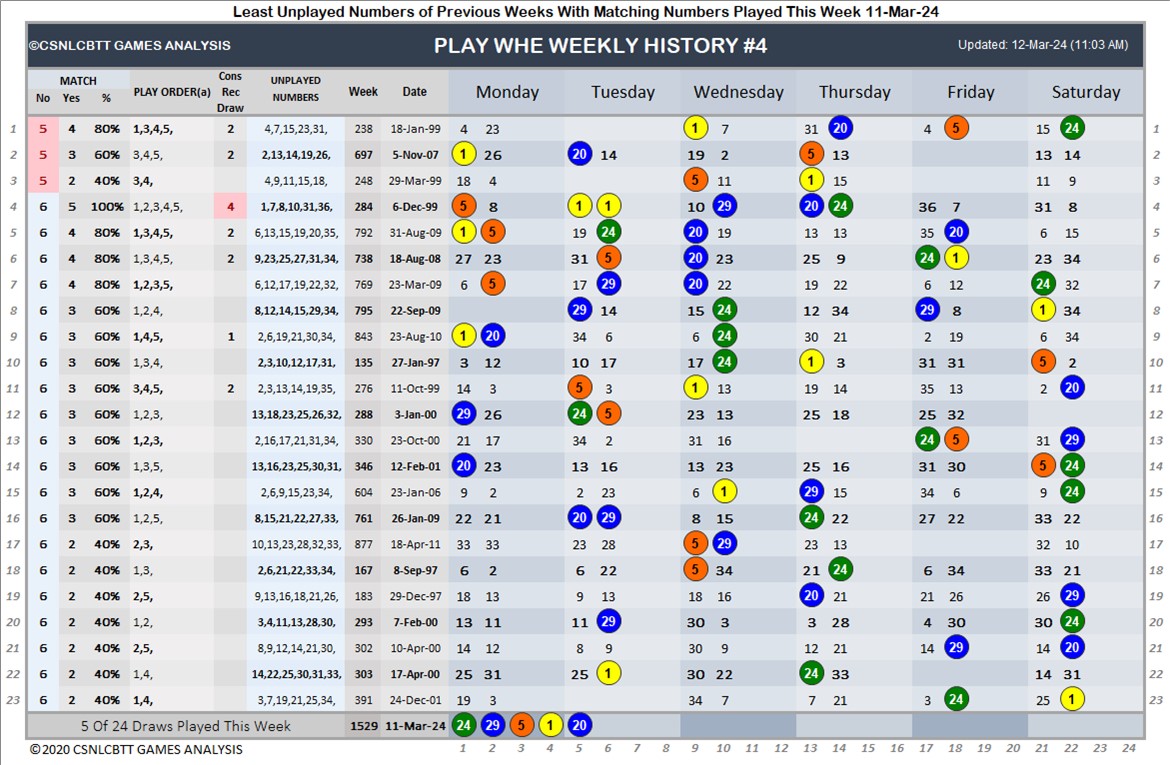 Least Unplayed Numbers of Previous Weeks With Matching Numbers Played This Week 11-Mar-24
©CSNLCBTT GAMES ANALYSIS PLAY WHE WEEKLY HISTORY #4 Updated: 12-Mar-24 (11:03 AM)
MATCH
No Yes % PLAY ORDER(a) Cons Rec Draw UNPLAYED NUMBERS Week Date Monday Tuesday Wednesday Thursday Friday Saturday
1 5 4 80% 1,3,4,5, 2 4,7,15,23,31, 238 18-Jan-99 4 23 1 7 31 20 4 5 15 24 1
2 5 3 60% 3,4,5, 2 2,13,14,19,26, 697 5-Nov-07 1 26 20 14 19 2 5 13 13 14 2
3 5 2 40% 3,4, 4,9,11,15,18, 248 29-Mar-99 18 4 5 11 1 15 11 9 3
4 6 5 100% 1,2,3,4,5, 4 1,7,8,10,31,36, 284 6-Dec-99 5 8 1 1 10 29 20 24 36 7 31 8 4
5 6 4 80% 1,3,4,5, 2 6,13,15,19,20,35, 792 31-Aug-09 1 5 19 24 20 19 13 13 35 20 6 15 5
6 6 4 80% 1,3,4,5, 2 9,23,25,27,31,34, 738 18-Aug-08 27 23 31 5 20 23 25 9 24 1 23 34 6
7 6 4 80% 1,2,3,5, 6,12,17,19,22,32, 769 23-Mar-09 6 5 17 29 20 22 19 22 6 12 24 32 7
8 6 3 60% 1,2,4, 8,12,14,15,29,34, 795 22-Sep-09 29 14 15 24 12 34 29 8 1 34 8
9 6 3 60% 1,4,5, 1 2,6,19,21,30,34, 843 23-Aug-10 1 20 34 6 6 24 30 21 2 19 6 34 9
10 6 3 60% 1,3,4, 2,3,10,12,17,31, 135 27-Jan-97 3 12 10 17 17 24 1 3 31 31 5 2 10
11 6 3 60% 3,4,5, 2 2,3,13,14,19,35, 276 11-Oct-99 14 3 5 3 1 13 19 14 35 13 2 20 11
12 6 3 60% 1,2,3, 13,18,23,25,26,32, 288 3-Jan-00 29 26 24 5 23 13 25 18 25 32 12
13 6 3 60% 1,2,3, 2,16,17,21,31,34, 330 23-Oct-00 21 17 34 2 31 16 24 5 31 29 13
14 6 3 60% 1,3,5, 13,16,23,25,30,31, 346 12-Feb-01 20 23 13 16 13 23 25 16 31 30 5 24 14
15 6 3 60% 1,2,4, 2,6,9,15,23,34, 604 23-Jan-06 9 2 2 23 6 1 29 15 34 6 9 24 15
16 6 3 60% 1,2,5, 8,15,21,22,27,33, 761 26-Jan-09 22 21 20 29 8 15 24 22 27 22 33 22 16
17 6 2 40% 2,3, 10,13,23,28,32,33, 877 18-Apr-11 33 33 23 28 5 29 23 13 32 10 17
18 6 2 40% 1,3, 2,6,21,22,33,34, 167 8-Sep-97 6 2 6 22 5 34 21 24 6 34 33 21 18
19 6 2 40% 2,5, 9,13,16,18,21,26, 183 29-Dec-97 18 13 9 13 18 16 20 21 21 26 26 29 19
20 6 2 40% 1,2, 3,4,11,13,28,30, 293 7-Feb-00 13 11 11 29 30 3 3 28 4 30 30 24 20
21 6 2 40% 2,5, 8,9,12,14,21,30, 302 10-Apr-00 14 12 8 9 30 9 12 21 14 29 14 20 21
22 6 2 40% 1,4, 14,22,25,30,31,33, 303 17-Apr-00 25 31 25 1 30 22 24 33 14 31 22
23 6 2 40% 1,4, 3,7,19,21,25,34, 391 24-Dec-01 19 3 34 7 7 21 3 24 25 1 23
5 Of 24 Draws Played This Week 1529 11-Mar-24 24 29 5 1 20
©2020 CSNLCBTT GAMES ANALYSIS 1 2 3 4 5 6 7 8 9 10 11 12 13 14 15 16 17 18 19 20 21 22 23 24